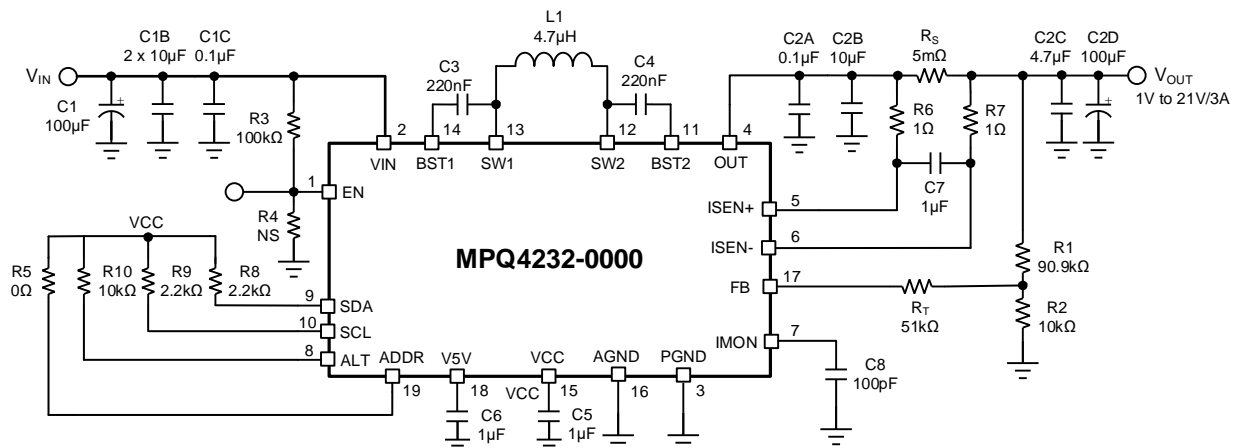 L1
4.7µH
C1B
2 x 10µF
C1C
0.1µF
C3
220nF
C4
220nF
C2A
0.1µF
C2B
10µF
RS
5mΩ
C2C
4.7µF
C2D
100µF
VIN
VOUT
1V to 21V/3A
C1
100µF
+
+
R3
100kΩ
R6
1Ω
R7
1Ω
2
14
13
12
11
4
VIN
BST1
SW1
SW2
BST2
OUT
C7
1µF
1
EN
5
ISEN+
R4
NS
VCC
6
ISEN-
MPQ4232-0000
R1
90.9kΩ
R5
0Ω
R10
10kΩ
R9
2.2kΩ
R8
2.2kΩ
17
FB
RT
51kΩ
R2
10kΩ
9
SDA
10
SCL
8
ALT
7
IMON
ADDR
V5V
VCC
AGND
PGND
19
18
VCC
15
16
3
C8
100pF
C6
1µF
C5
1µF